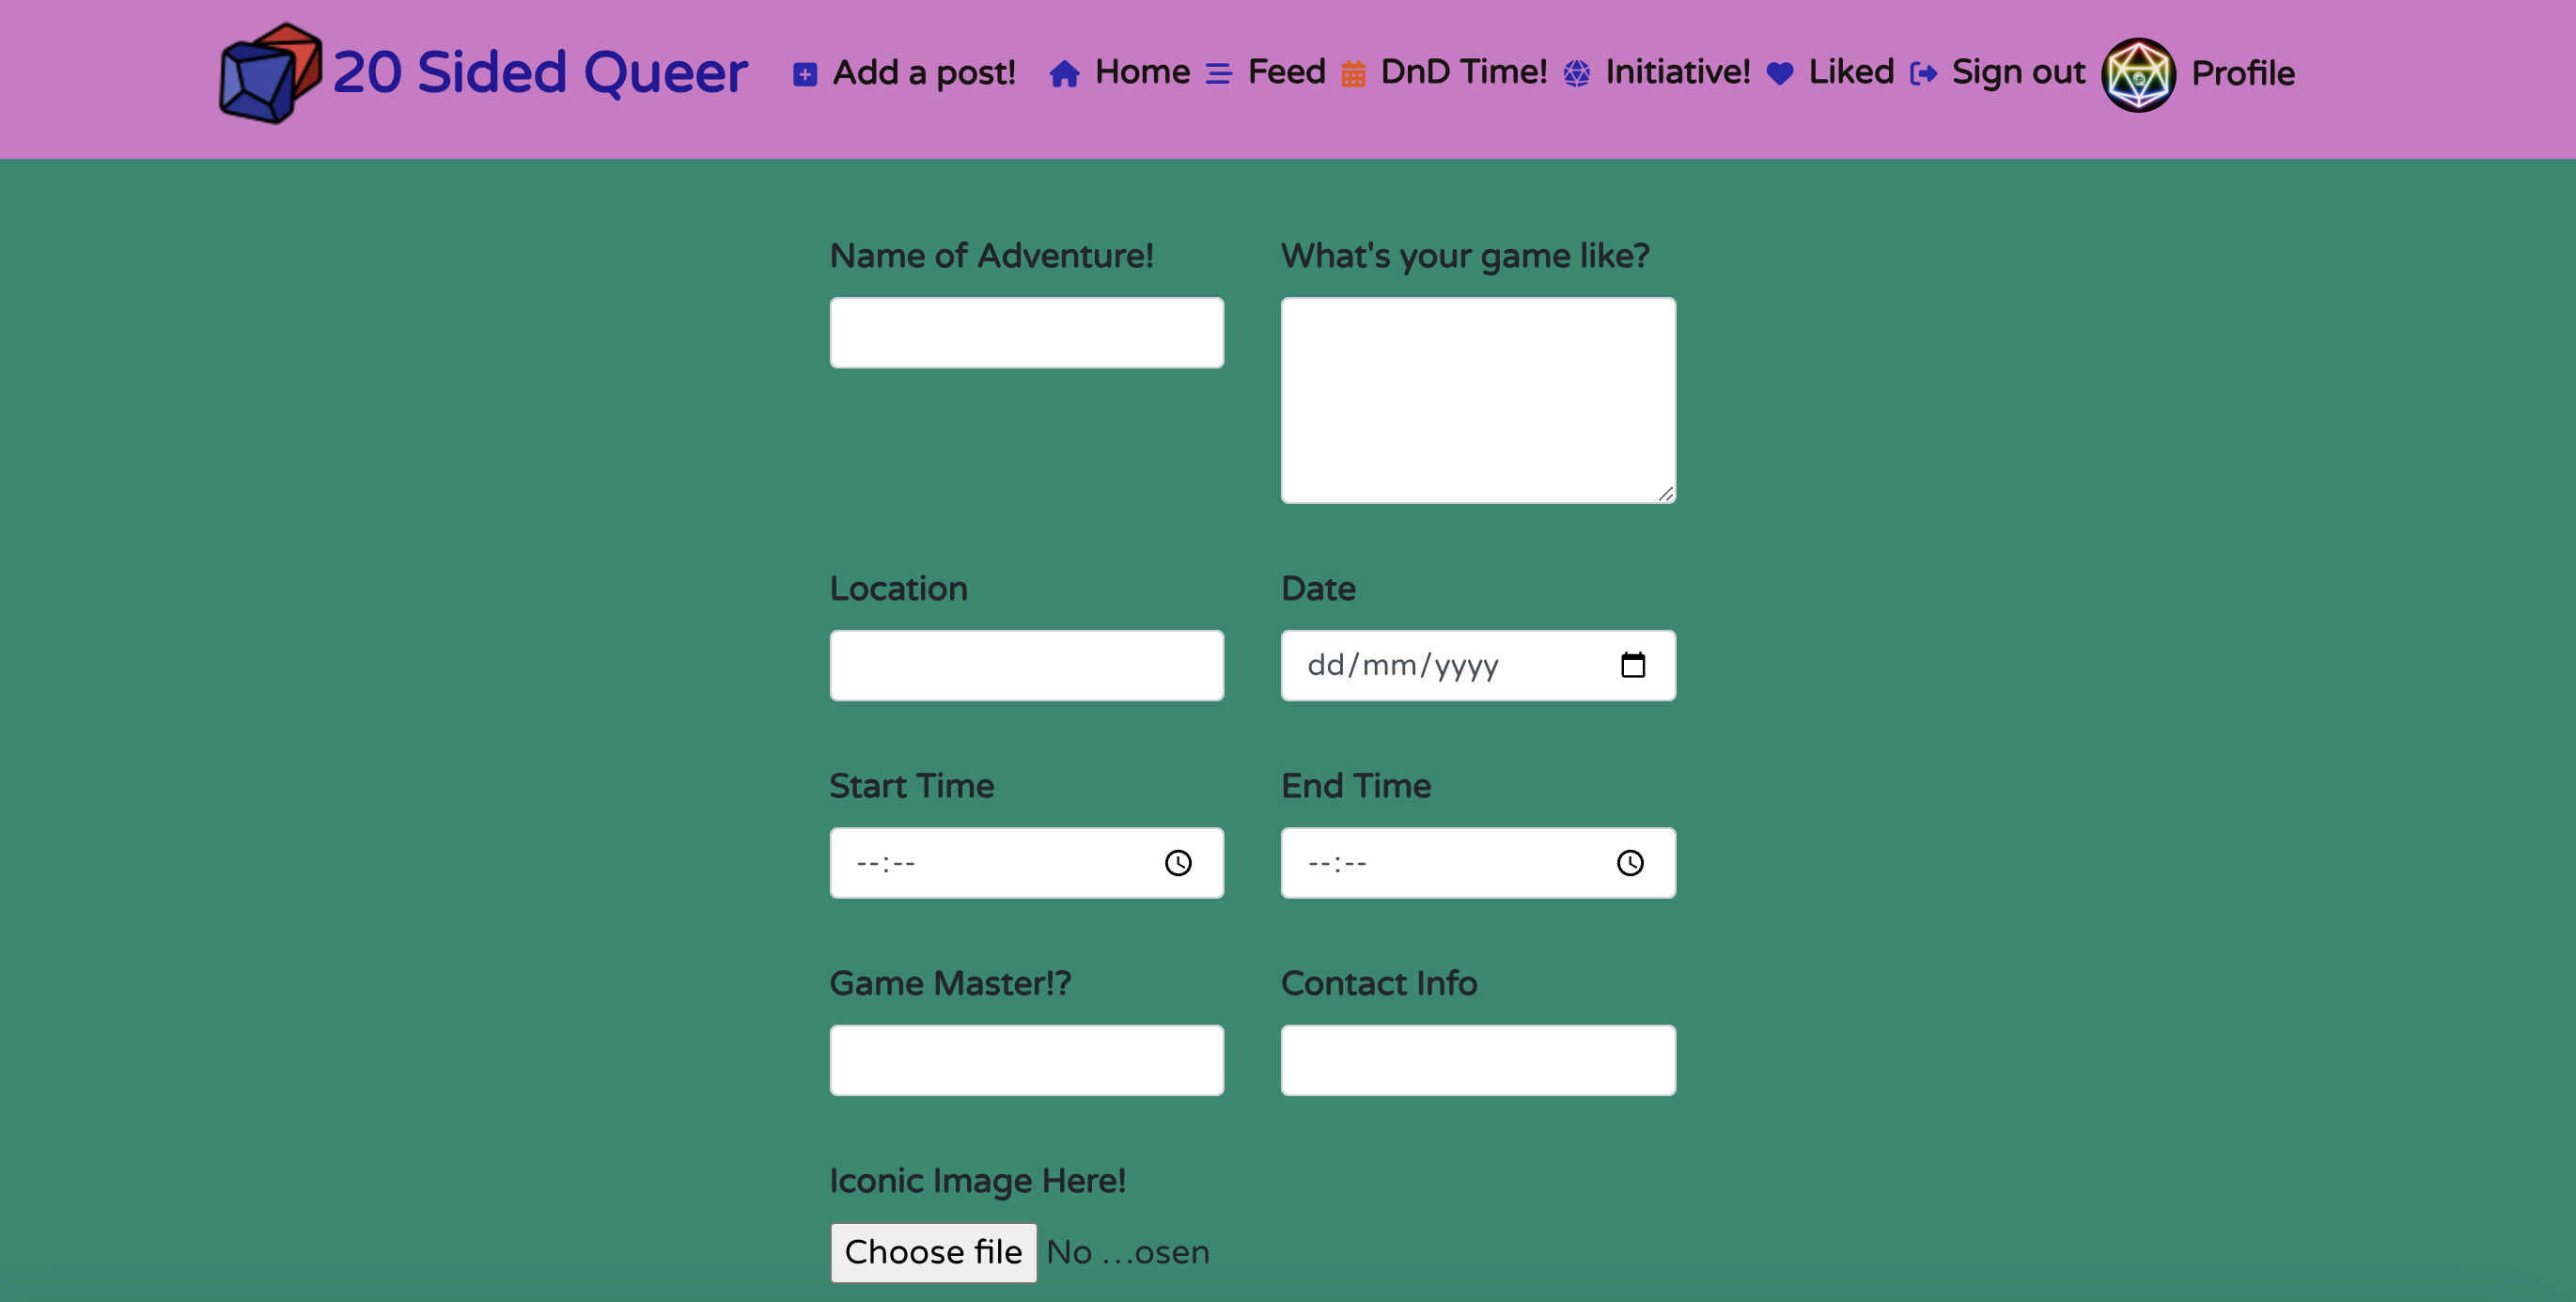 20 Sided Queer Add a post! Home Feed DnD Time! Initiative! Liked Sign out Profile
Name of Adventure! What's your game like?
Location Date
dd/mm/yyyy
Start Time End Time
--:-- --:--
Game Master!? Contact Info
Iconic Image Here!
Choose file No ...osen